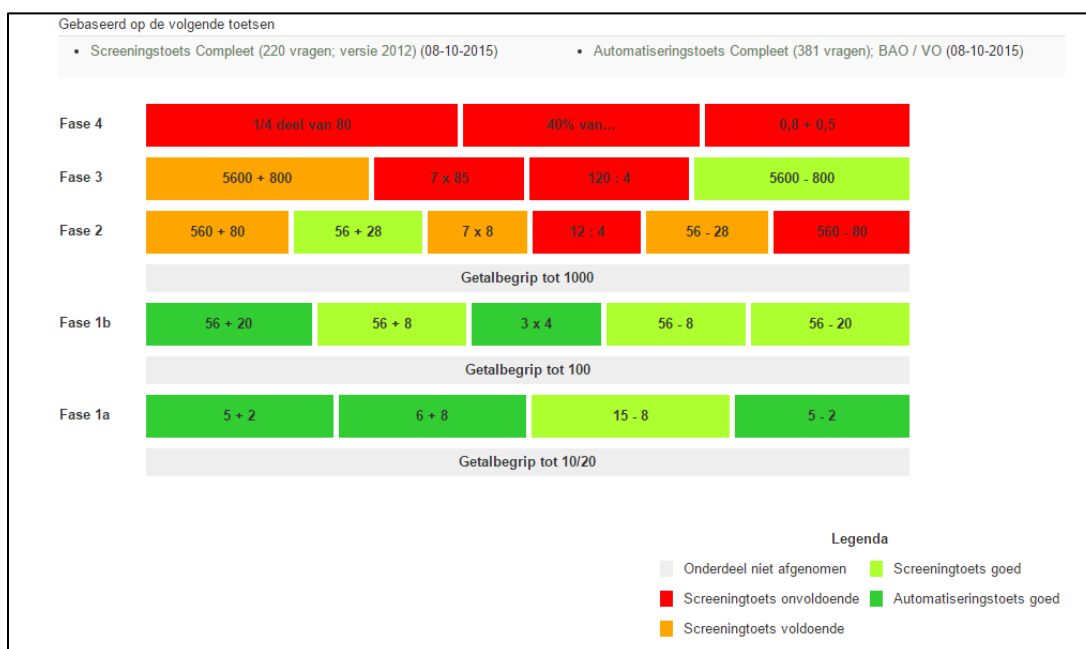 Gebaseerd op de volgende toetsen
• Screeningstoets Compleet (220 vragen; versie 2012) (08-10-2015) • Automatiseringstoets Compleet (381 vragen); BAO / VO (08-10-2015)
Fase 4 1/4 deel van 80 40% van... 0,8 + 0,5
Fase 3 5600 + 800 7 x 85 120 : 4 5600 - 800
Fase 2 560 + 80 56 + 28 7 x 8 12 : 4 56 - 28 560 - 80
Getalbegrip tot 1000
Fase 1b 56 + 20 56 + 8 3 x 4 56 - 8 56 - 20
Getalbegrip tot 100
Fase 1a 5 + 2 6 + 8 15 - 8 5 - 2
Getalbegrip tot 10/20
Legenda
Onderdeel niet afgenomen Screeningtoets goed
Screeningtoets onvoldoende Automatiseringstoets goed
Screeningtoets voldoende